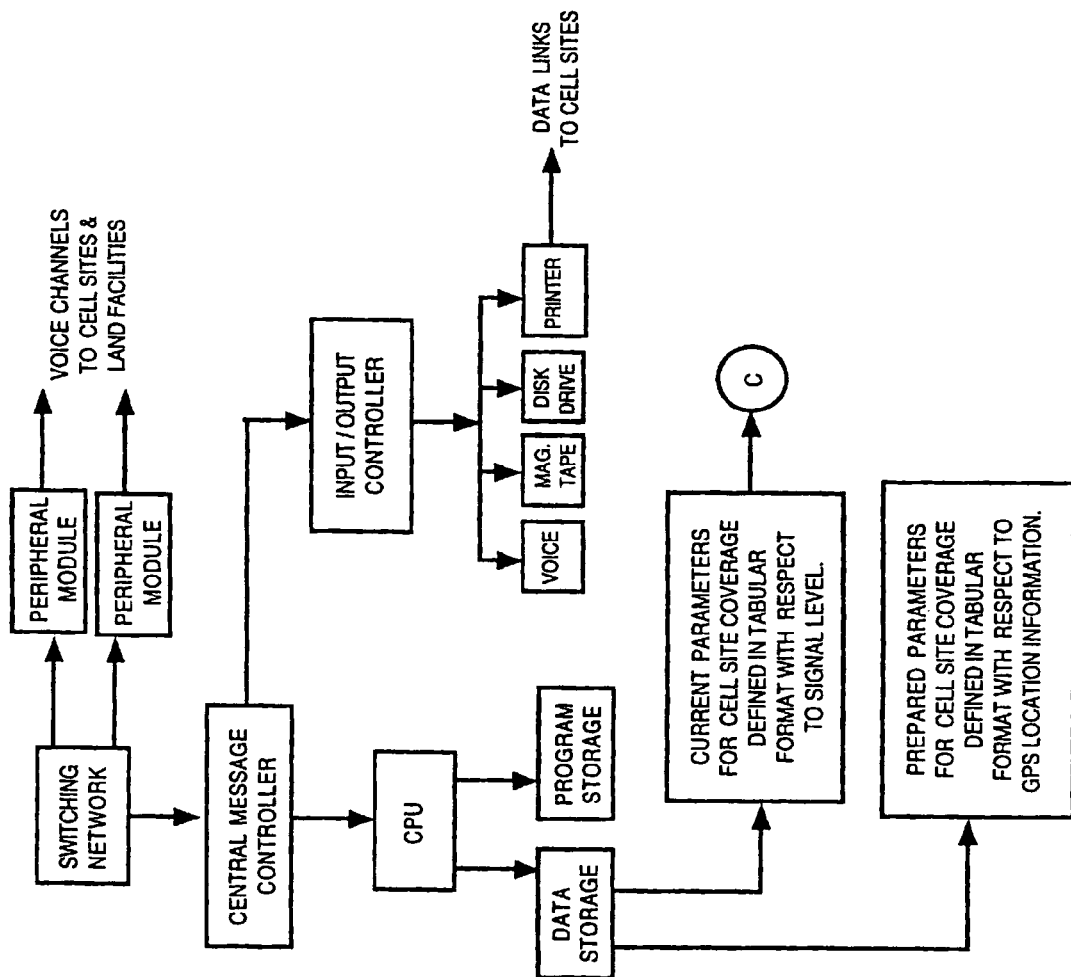 SWITCHING
NETWORK
PERIPHERAL
MODULE
PERIPHERAL
MODULE
VOICE CHANNELS
TO CELL SITES &
LAND FACILITIES
CENTRAL MESSAGE
CONTROLLER
INPUT / OUTPUT
CONTROLLER
CPU
VOICE
MAG.
TAPE
DISK
DRIVE
PRINTER
DATA LINKS
TO CELL SITES
DATA
STORAGE
PROGRAM
STORAGE
CURRENT PARAMETERS
FOR CELL SITE COVERAGE
DEFINED IN TABULAR
FORMAT WITH RESPECT
TO SIGNAL LEVEL.
C
PREPARED PARAMETERS
FOR CELL SITE COVERAGE
DEFINED IN TABULAR
FORMAT WITH RESPECT TO
GPS LOCATION INFORMATION.